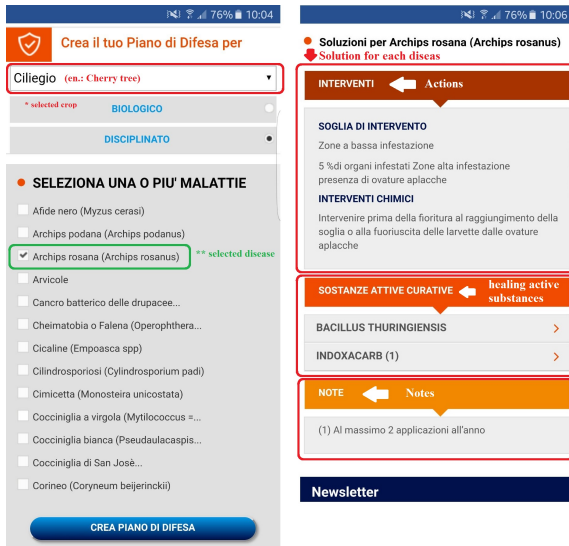 76% 10:04
Crea il tuo Piano di Difesa per
Ciliegio (en.: Cherry tree)
* selected crop
BIOLOGICO
DISCIPLINATO
SELEZIONA UNA O PIU' MALATTIE
Afide nero (Myzus cerasi)
Archips podana (Archips podanus)
Archips rosana (Archips rosanus) ** selected disease
Arvicole
Cancro batterico delle drupacee...
Cheimatobia o Falena (Operophthera...
Cicaline (Empoasca spp)
Cilindrosporiosi (Cylindrosporium padi)
Cimicetta (Monosteira unicostata)
Cocciniglia a virgola (Mytilococcus =...
Cocciniglia bianca (Pseudaulacaspis...
Cocciniglia di San Josè...
Corineo (Coryneum beijerinckii)
CREA PIANO DI DIFESA
76% 10:06
Soluzioni per Archips rosana (Archips rosanus)
Solution for each diseas
INTERVENTI Actions
SOGLIA DI INTERVENTO
Zone a bassa infestazione
5 %di organi infestati Zone alta infestazione
presenza di ovature aplacche
INTERVENTI CHIMICI
Intervenire prima della fioritura al raggiungimento della
soglia o alla fuoriuscita delle larvette dalle ovature
aplacche
SOSTANZE ATTIVE CURATIVE healing active
substances
BACILLUS THURINGIENSIS
INDOXACARB (1)
NOTE Notes
(1) Al massimo 2 applicazioni all'anno
Newsletter